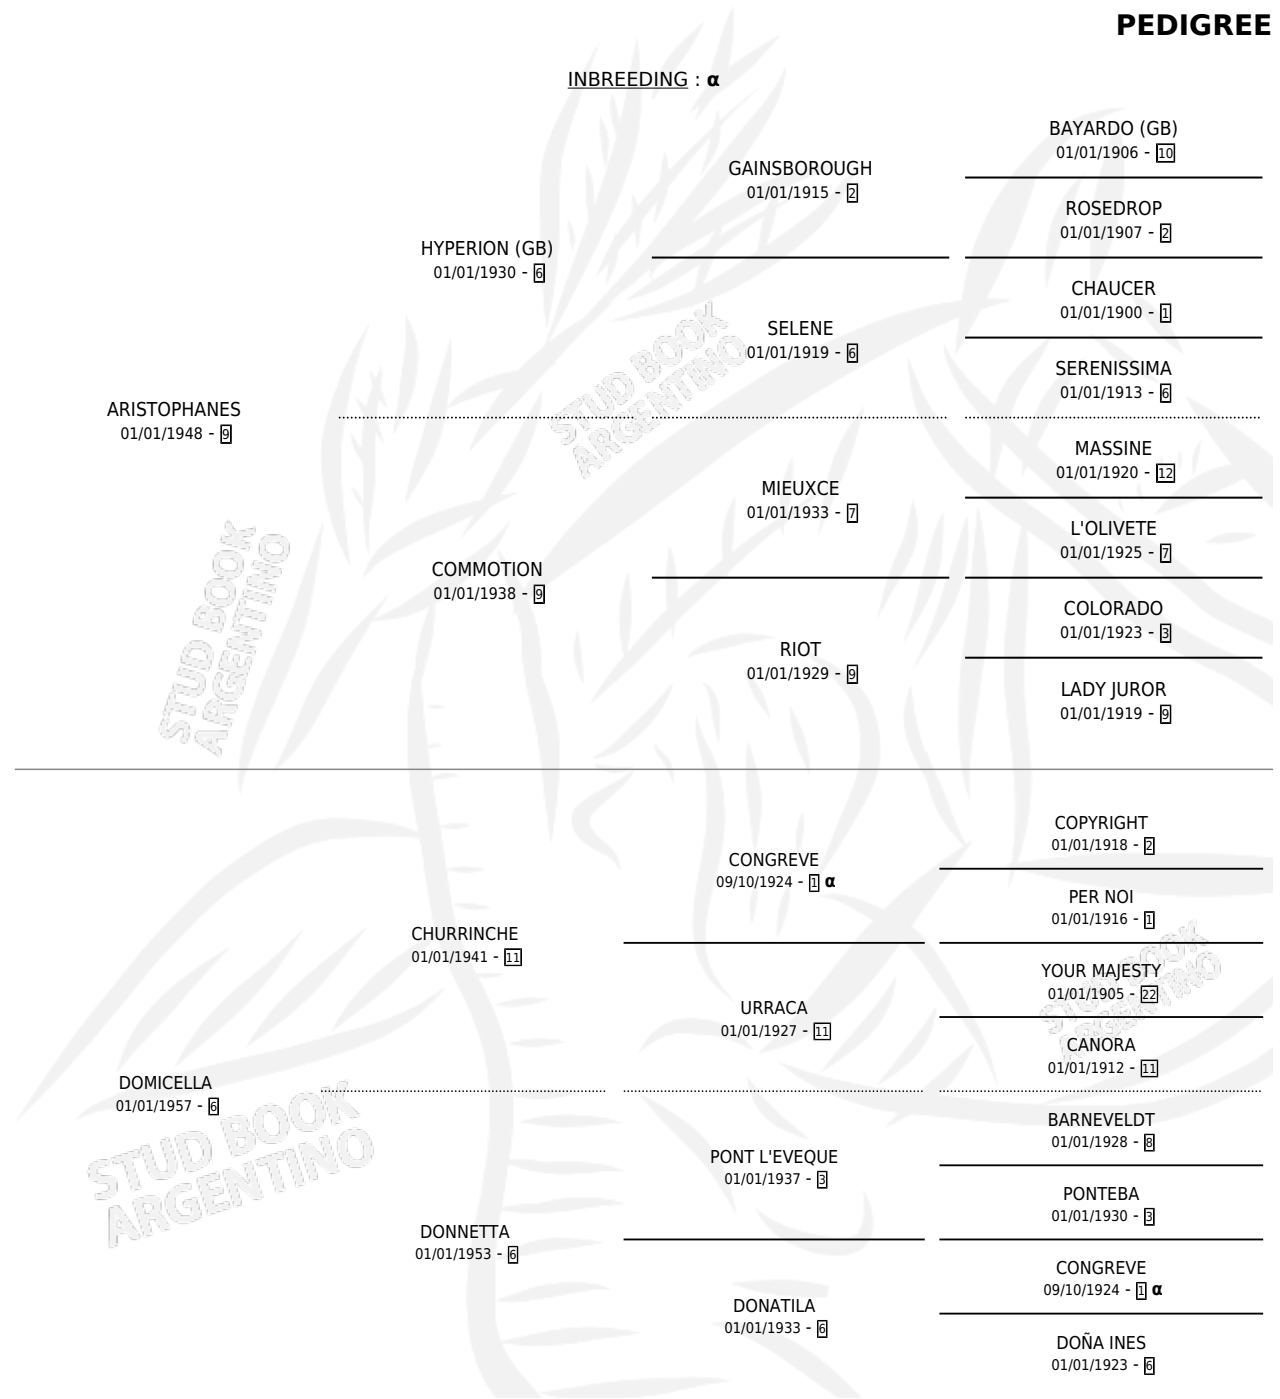 PEDIGREE
INBREEDING : α
BAYARDO (GB)
01/01/1906 - 10
GAINSBOROUGH
01/01/1915 - 2
ROSEDROP
01/01/1907 - 2
HYPERION (GB)
01/01/1930 - 6
CHAUCER
01/01/1900 - 1
SELENE
01/01/1919 - 6
SERENISSIMA
01/01/1913 - 6
ARISTOPHANES
01/01/1948 - 9
MASSINE
01/01/1920 - 12
MIEUXCE
01/01/1933 - 7
L'OLIVETE
01/01/1925 - 7
COMMOTION
01/01/1938 - 9
COLORADO
01/01/1923 - 3
RIOT
01/01/1929 - 9
LADY JUROR
01/01/1919 - 9
COPYRIGHT
01/01/1918 - 2
CONGREVE
09/10/1924 - 1 α
PER NOI
01/01/1916 - 1
CHURRINCHE
01/01/1941 - 11
YOUR MAJESTY
01/01/1905 - 22
URRACA
01/01/1927 - 11
CANORA
01/01/1912 - 11
DOMICELLA
01/01/1957 - 6
BARNEVELDT
01/01/1928 - 8
PONT L'EVEQUE
01/01/1937 - 3
PONTEBA
01/01/1930 - 3
DONNETTA
01/01/1953 - 6
CONGREVE
09/10/1924 - 1 α
DONATILA
01/01/1933 - 6
DOÑA INES
01/01/1923 - 6
STUD BOOK
ARGENTINO
STUD BOOK
ARGENTINO
STUD BOOK
ARGENTINO
STUD BOOK
ARGENTINO